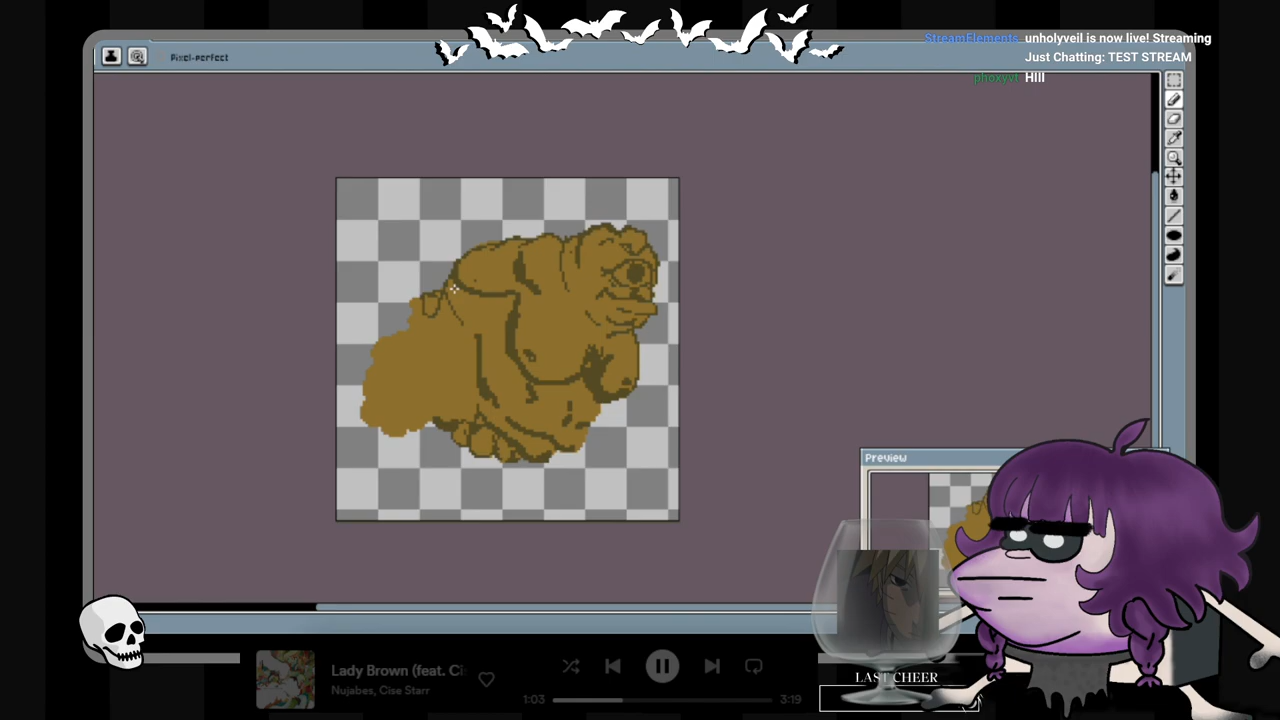 StreamElements unholyveil is now live! Streaming
Just Chatting: TEST STREAM
phoxyvt HIII
Pixel-perfect
Preview
Lady Brown (feat. Ci
Nujabes, Cise Starr
1:03
3:19
LAST CHEER